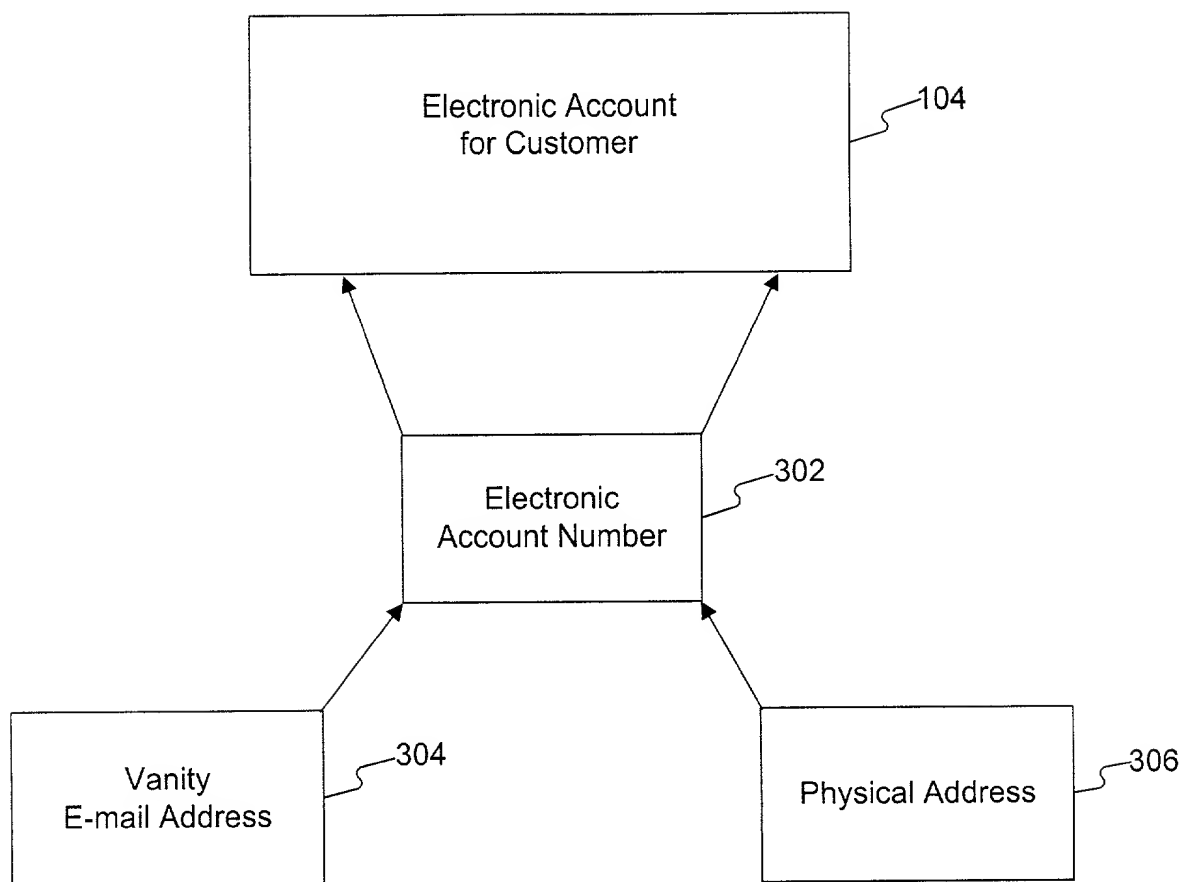 Electronic Account
for Customer
104
Electronic
Account Number
302
Vanity
E-mail Address
304
Physical Address
306